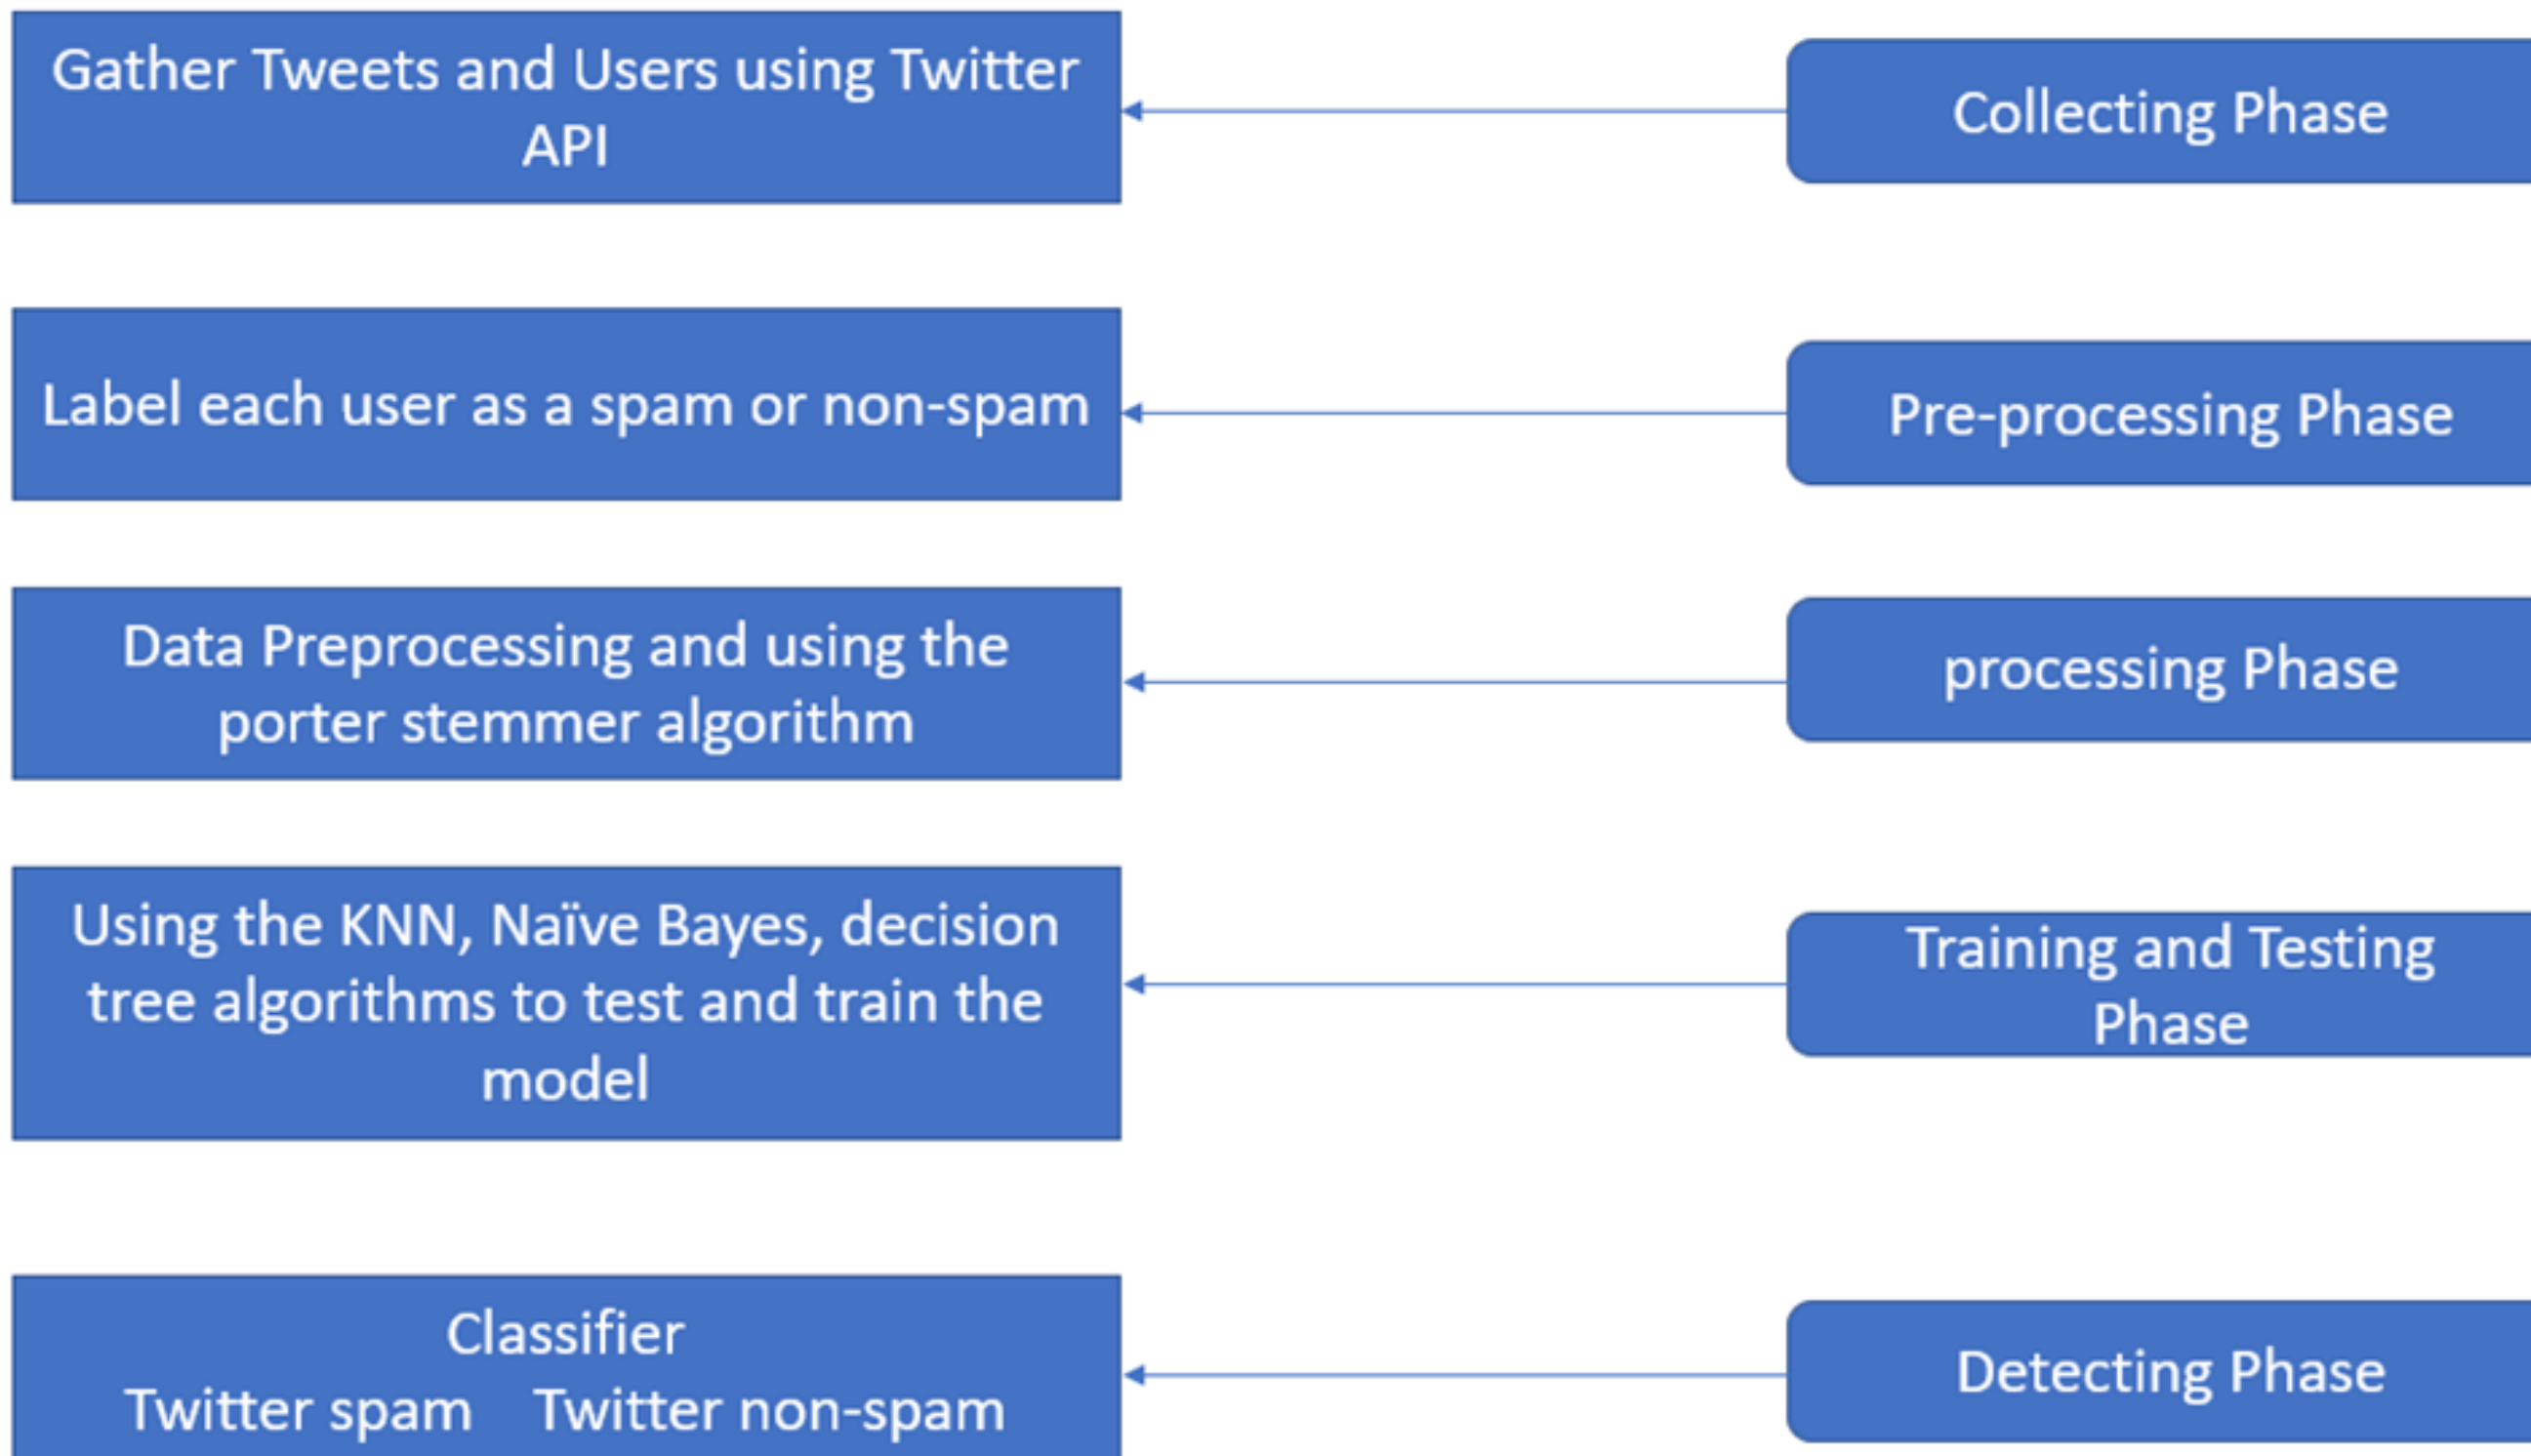 Gather Tweets and Users using Twitter
API
Collecting Phase
Label each user as a spam or non-spam
Pre-processing Phase
Data Preprocessing and using the
porter stemmer algorithm
processing Phase
Using the KNN, Naïve Bayes, decision
tree algorithms to test and train the
model
Training and Testing
Phase
Classifier
Twitter spam    Twitter non-spam
Detecting Phase